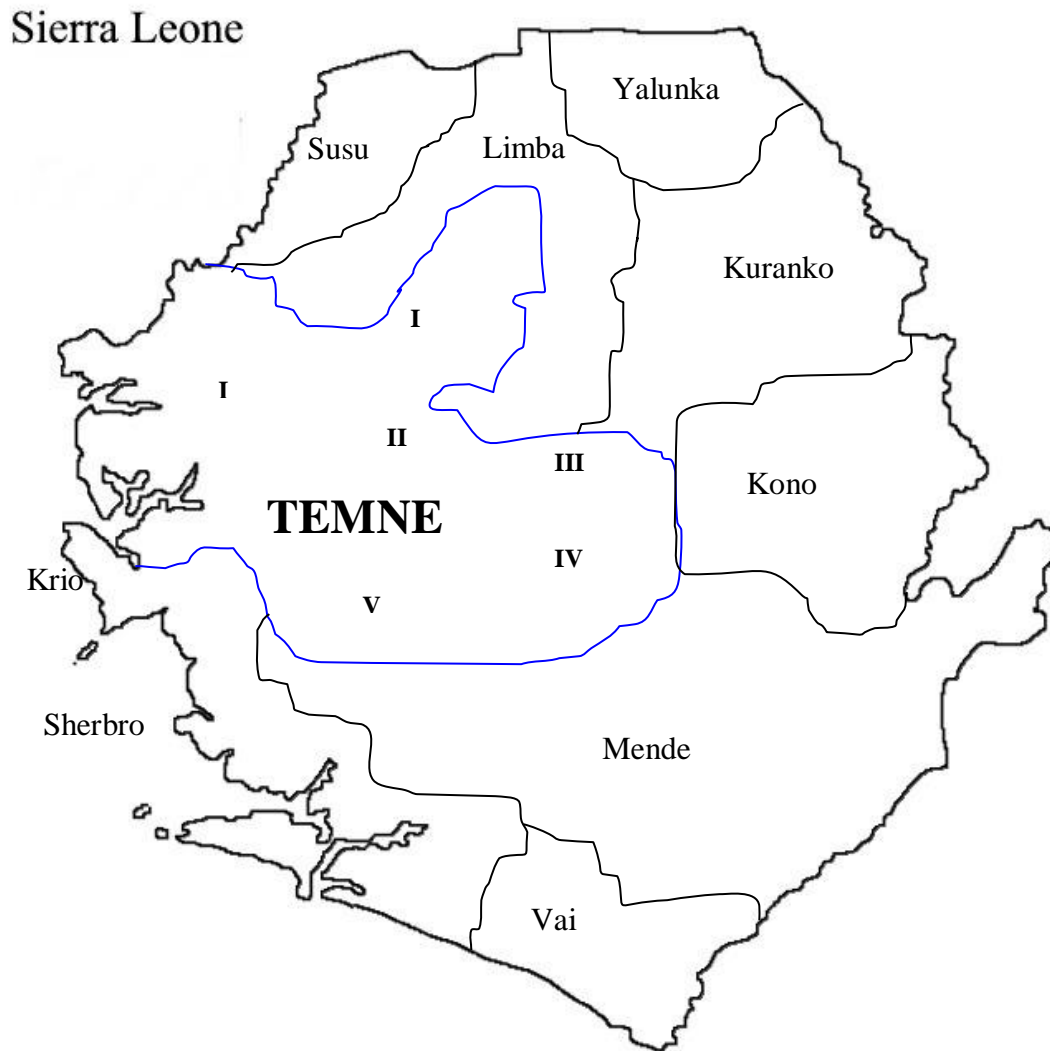 Sierra Leone
Yalunka
Susu
Limba
Kuranko
I
I
II
III
Kono
TEMNE
IV
Krio
V
Sherbro
Mende
Vai